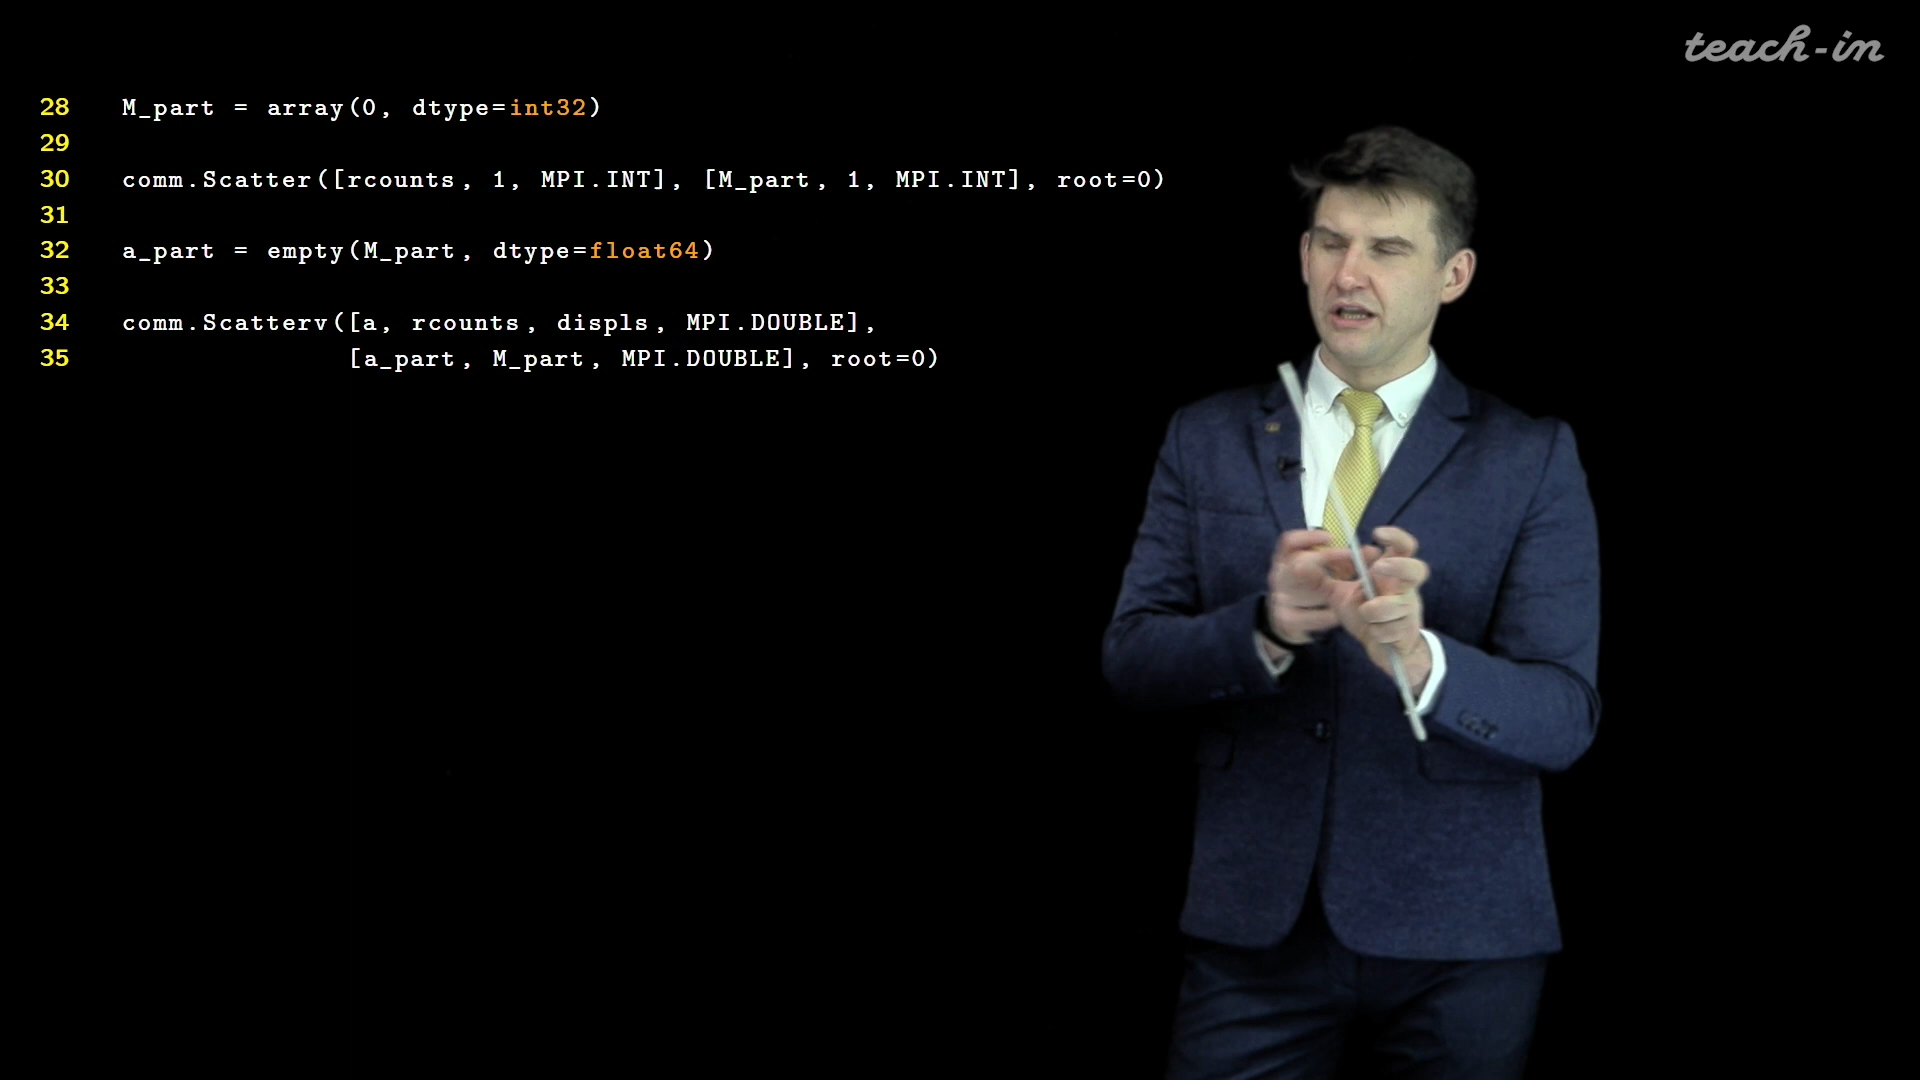 teach-in
28 M_part = array(0, dtype=int32)
29
30 comm.Scatter([rcounts, 1, MPI.INT], [M_part, 1, MPI.INT], root=0)
31
32 a_part = empty(M_part, dtype=float64)
33
34 comm.Scatterv([a, rcounts, displs, MPI.DOUBLE],
35 [a_part, M_part, MPI.DOUBLE], root=0)